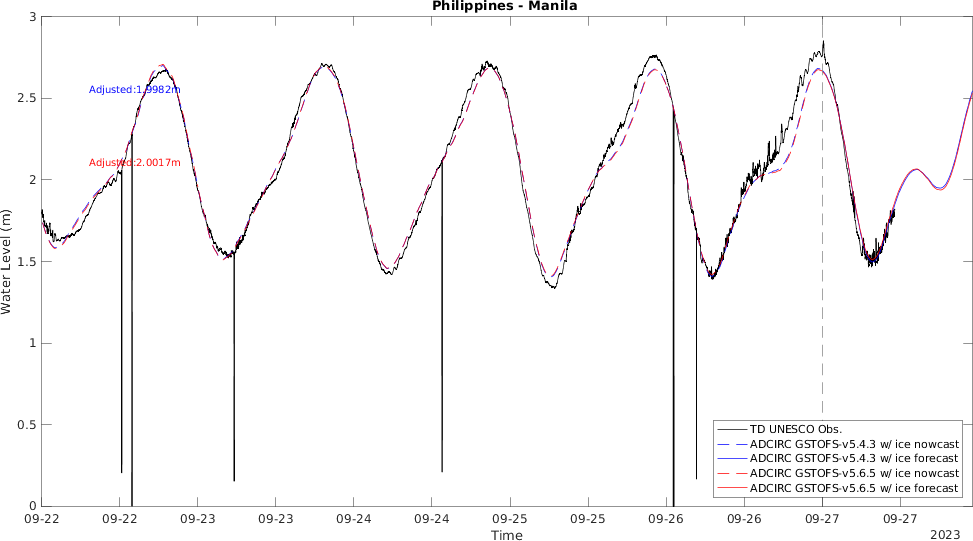 Philippines - Manila
3
2.5
2
1.5
1
0.5
0
Water Level (m)
Adjusted:1.9982m
Adjusted:2.0017m
TD UNESCO Obs.
ADCIRC GSTOFS-v5.4.3 w/ ice nowcast
ADCIRC GSTOFS-v5.4.3 w/ ice forecast
ADCIRC GSTOFS-v5.6.5 w/ ice nowcast
ADCIRC GSTOFS-v5.6.5 w/ ice forecast
09-22 09-22 09-23 09-23 09-24 09-24 09-25 09-25 09-26 09-26 09-27 09-27
Time
2023